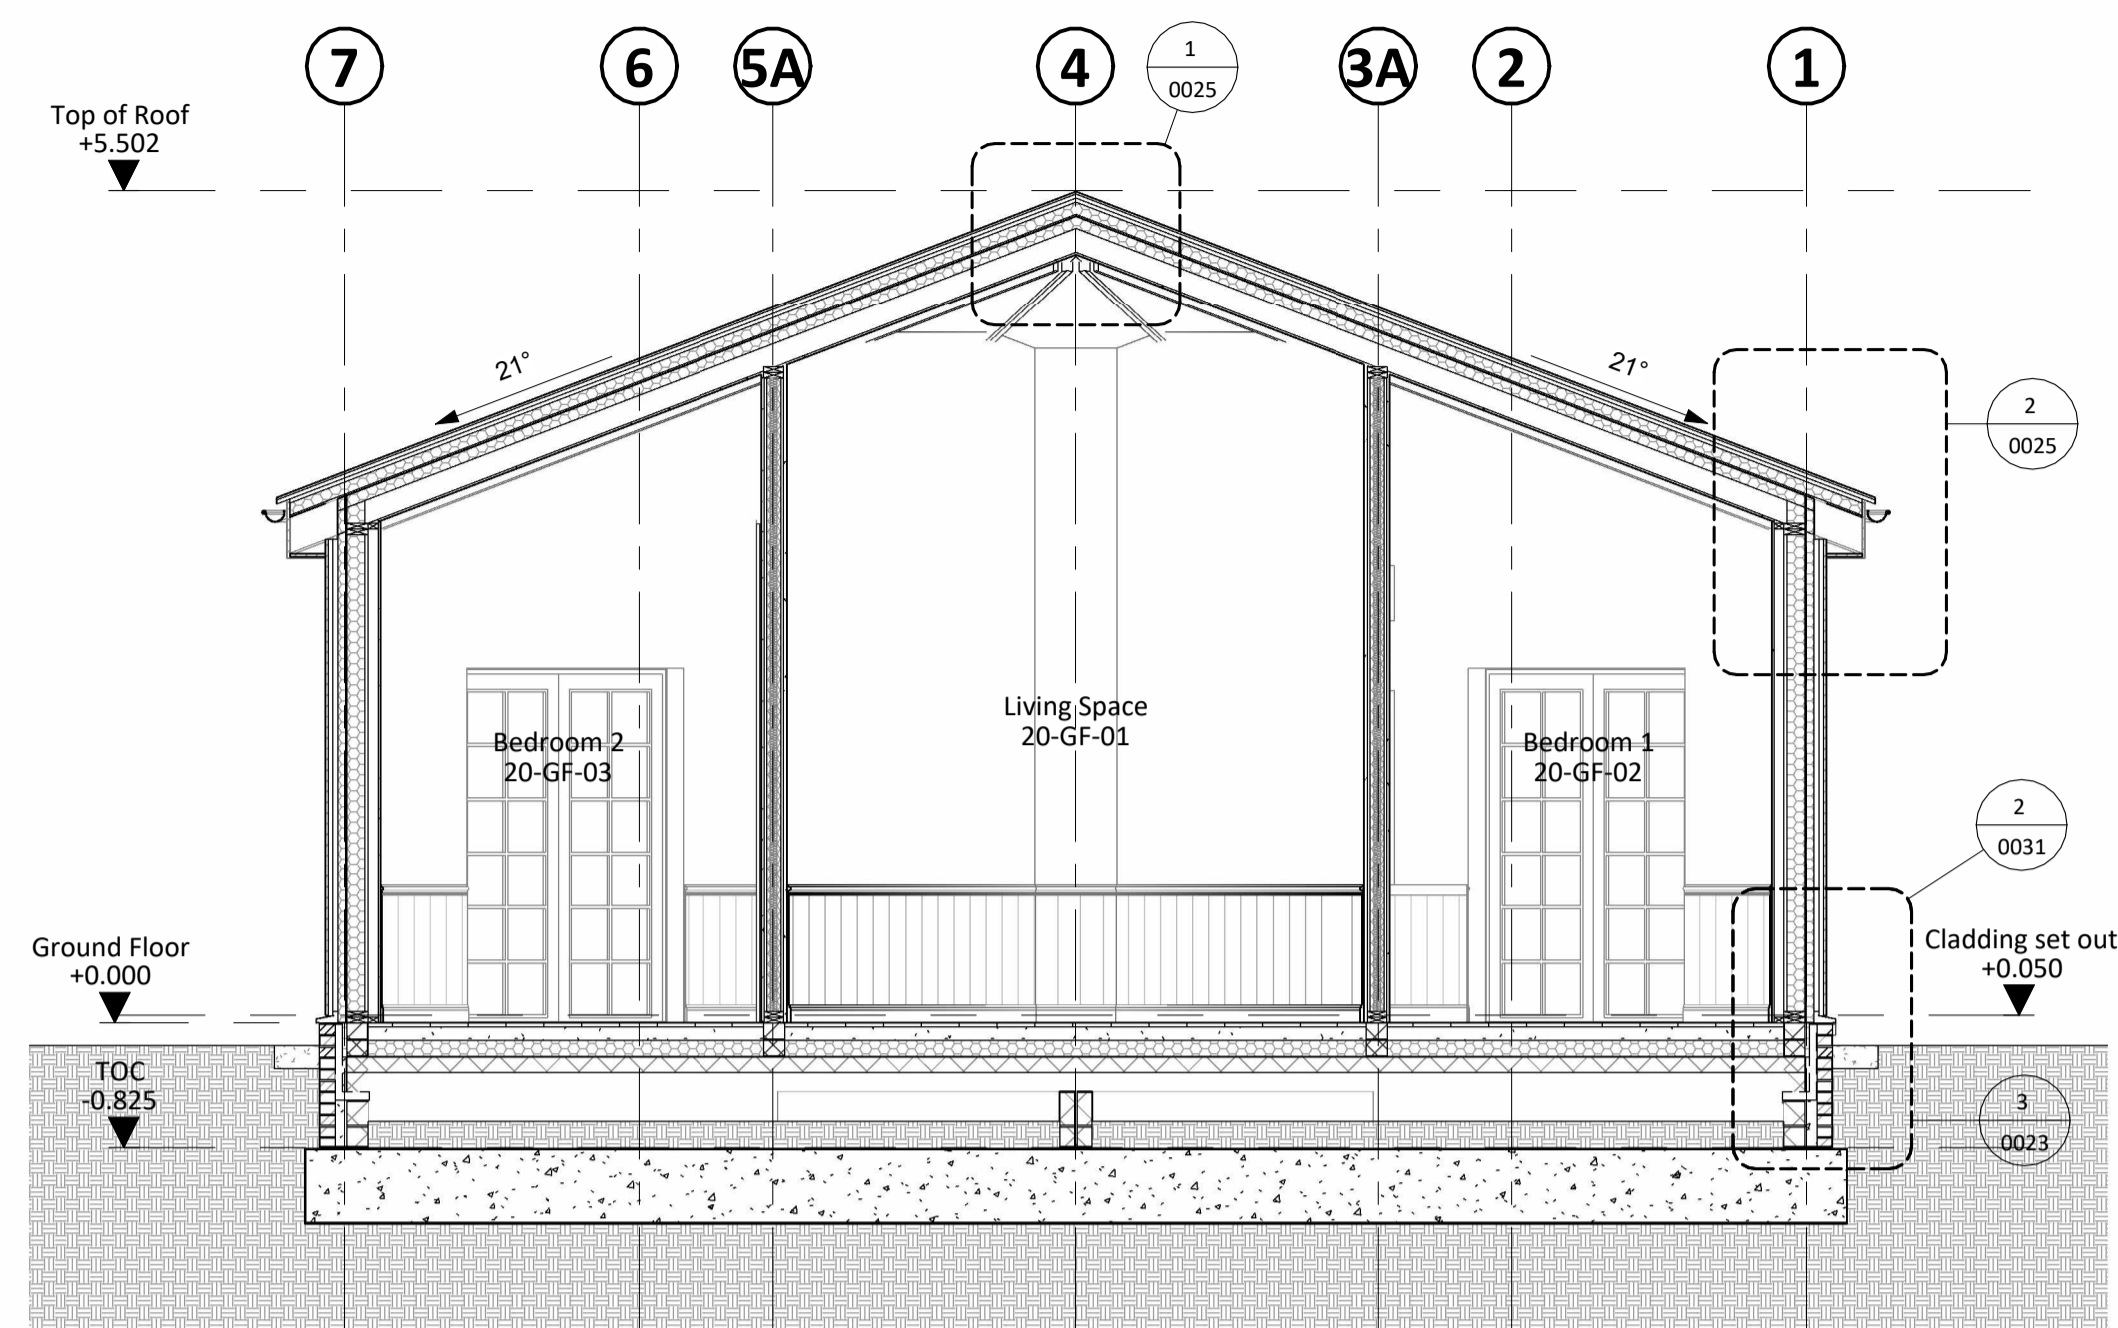 7
6
5A
4
3A
2
1
1
0025
Top of Roof
+5.502
21°
21°
2
0025
Living Space
20-GF-01
Bedroom 2
20-GF-03
Bedroom 1
20-GF-02
2
0031
Ground Floor
+0.000
Cladding set out
+0.050
TOC
-0.825
3
0023